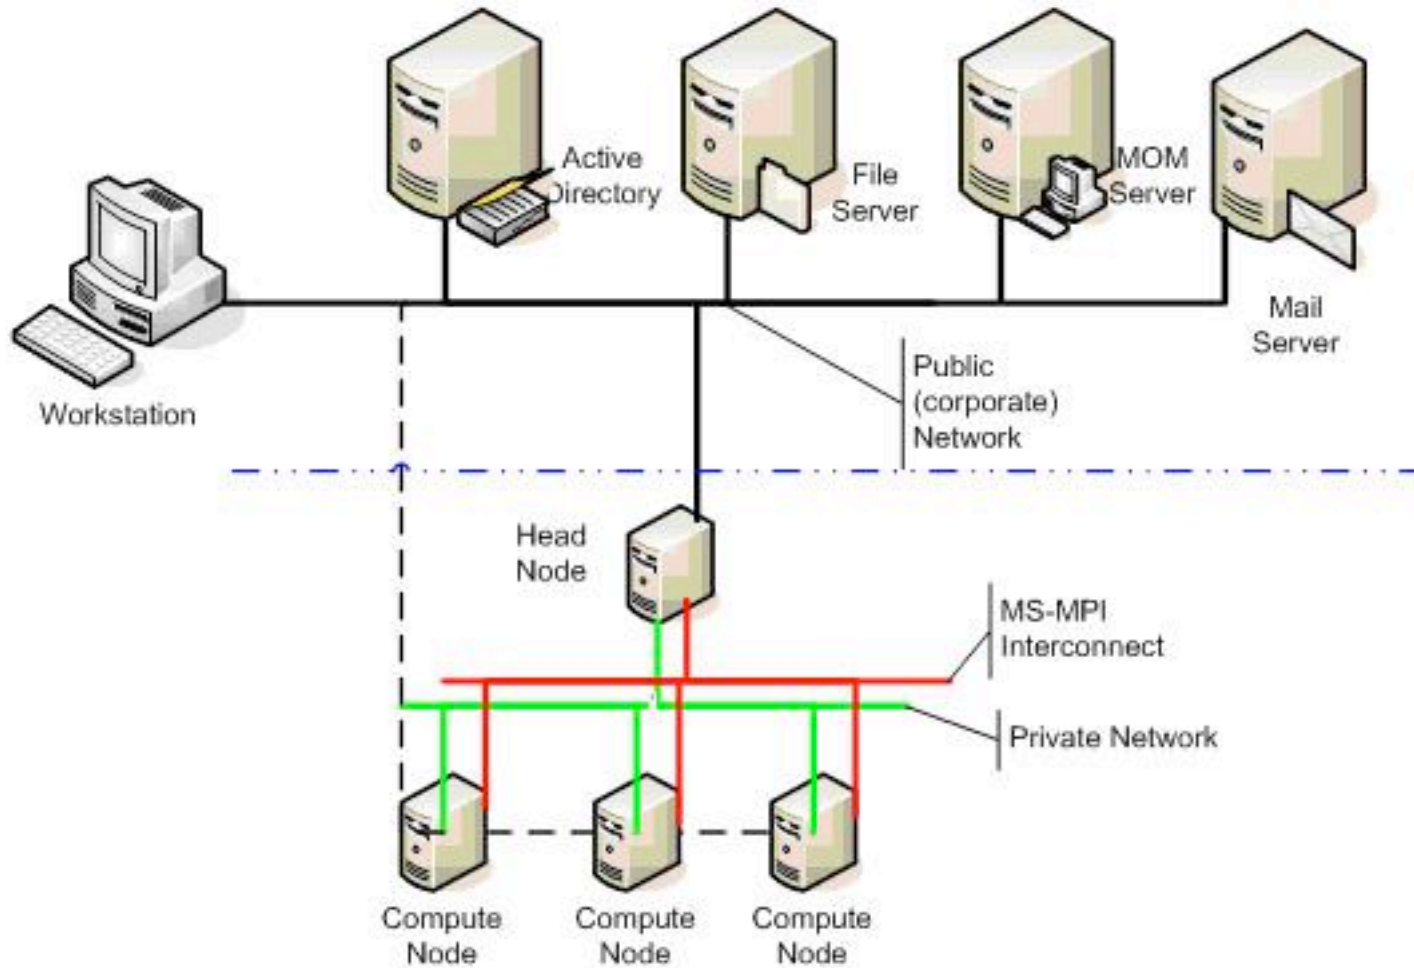 Active
Directory
File
Server
MOM
Server
Mail
Server
Workstation
Public
(corporate)
Network
Head
Node
MS-MPI
Interconnect
Private Network
Compute
Node
Compute
Node
Compute
Node